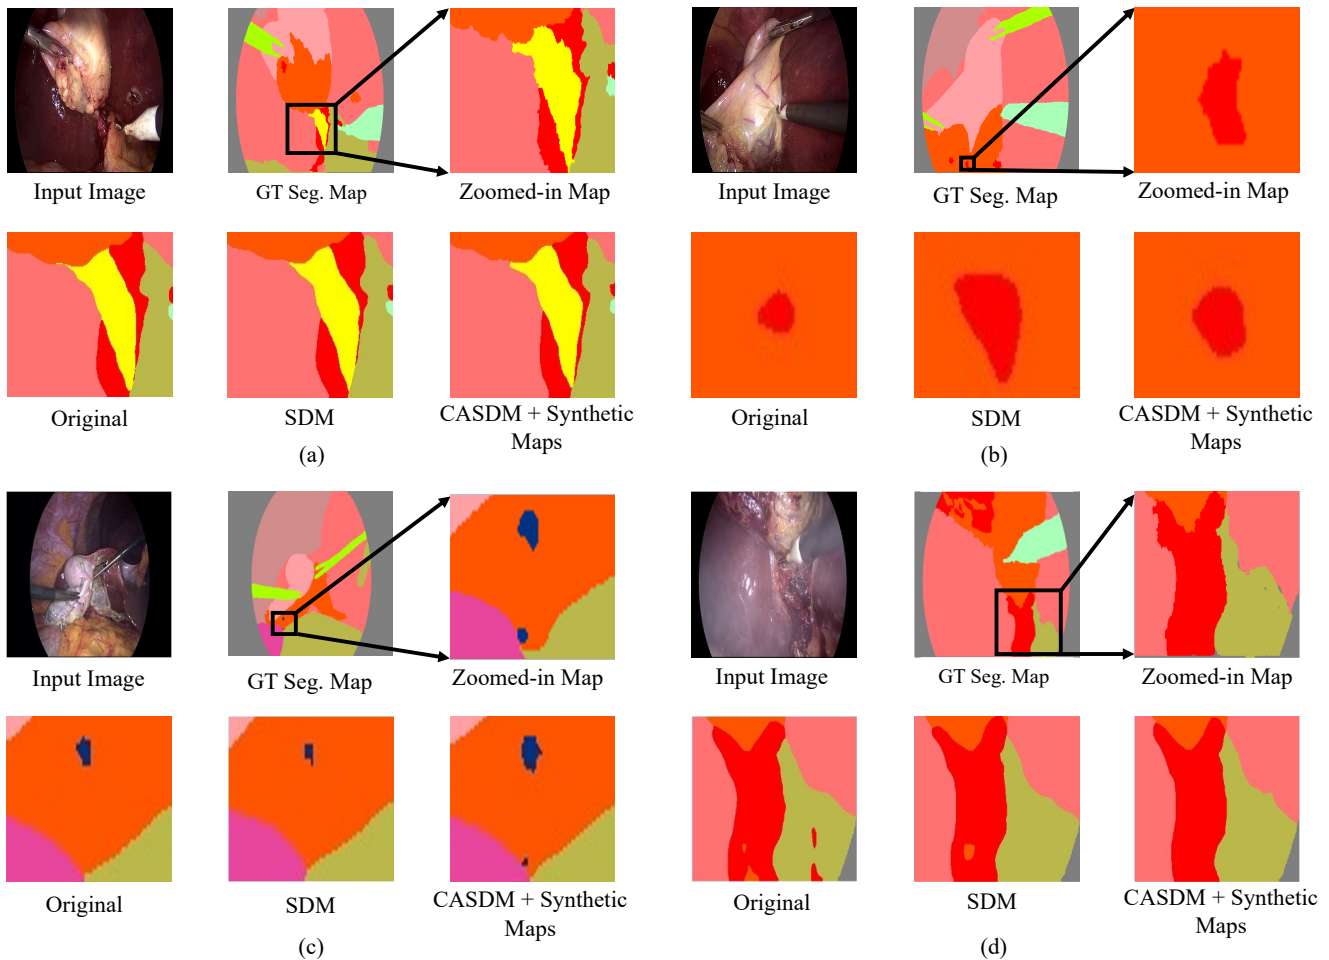 Input Image
GT Seg. Map
Zoomed-in Map
Original
SDM
CASDM + Synthetic
Maps
(a)
Input Image
GT Seg. Map
Zoomed-in Map
Original
SDM
CASDM + Synthetic
Maps
(b)
Input Image
GT Seg. Map
Zoomed-in Map
Original
SDM
CASDM + Synthetic
Maps
(c)
Input Image
GT Seg. Map
Zoomed-in Map
Original
SDM
CASDM + Synthetic
Maps
(d)